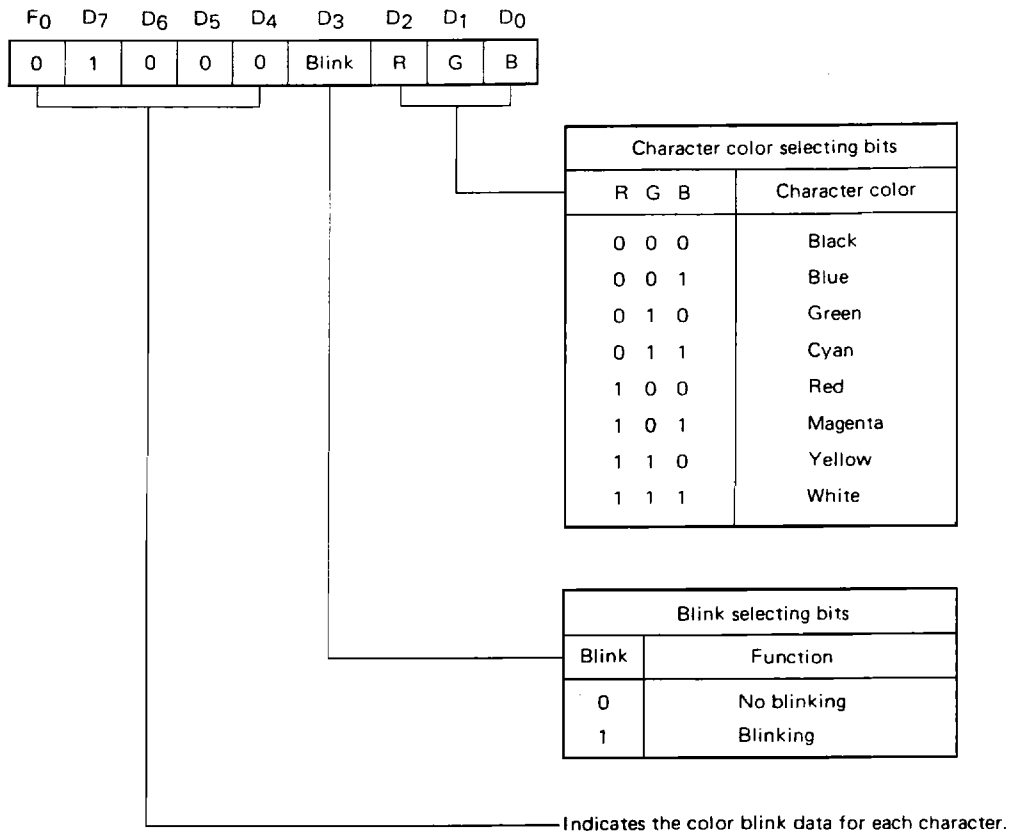 F0 D7 D6 D5 D4 D3 D2 D1 D0
0 1 0 0 0 Blink R G B
Character color selecting bits
R G B Character color
0 0 0 Black
0 0 1 Blue
0 1 0 Green
0 1 1 Cyan
1 0 0 Red
1 0 1 Magenta
1 1 0 Yellow
1 1 1 White
Blink selecting bits
Blink Function
0 No blinking
1 Blinking
Indicates the color blink data for each character.